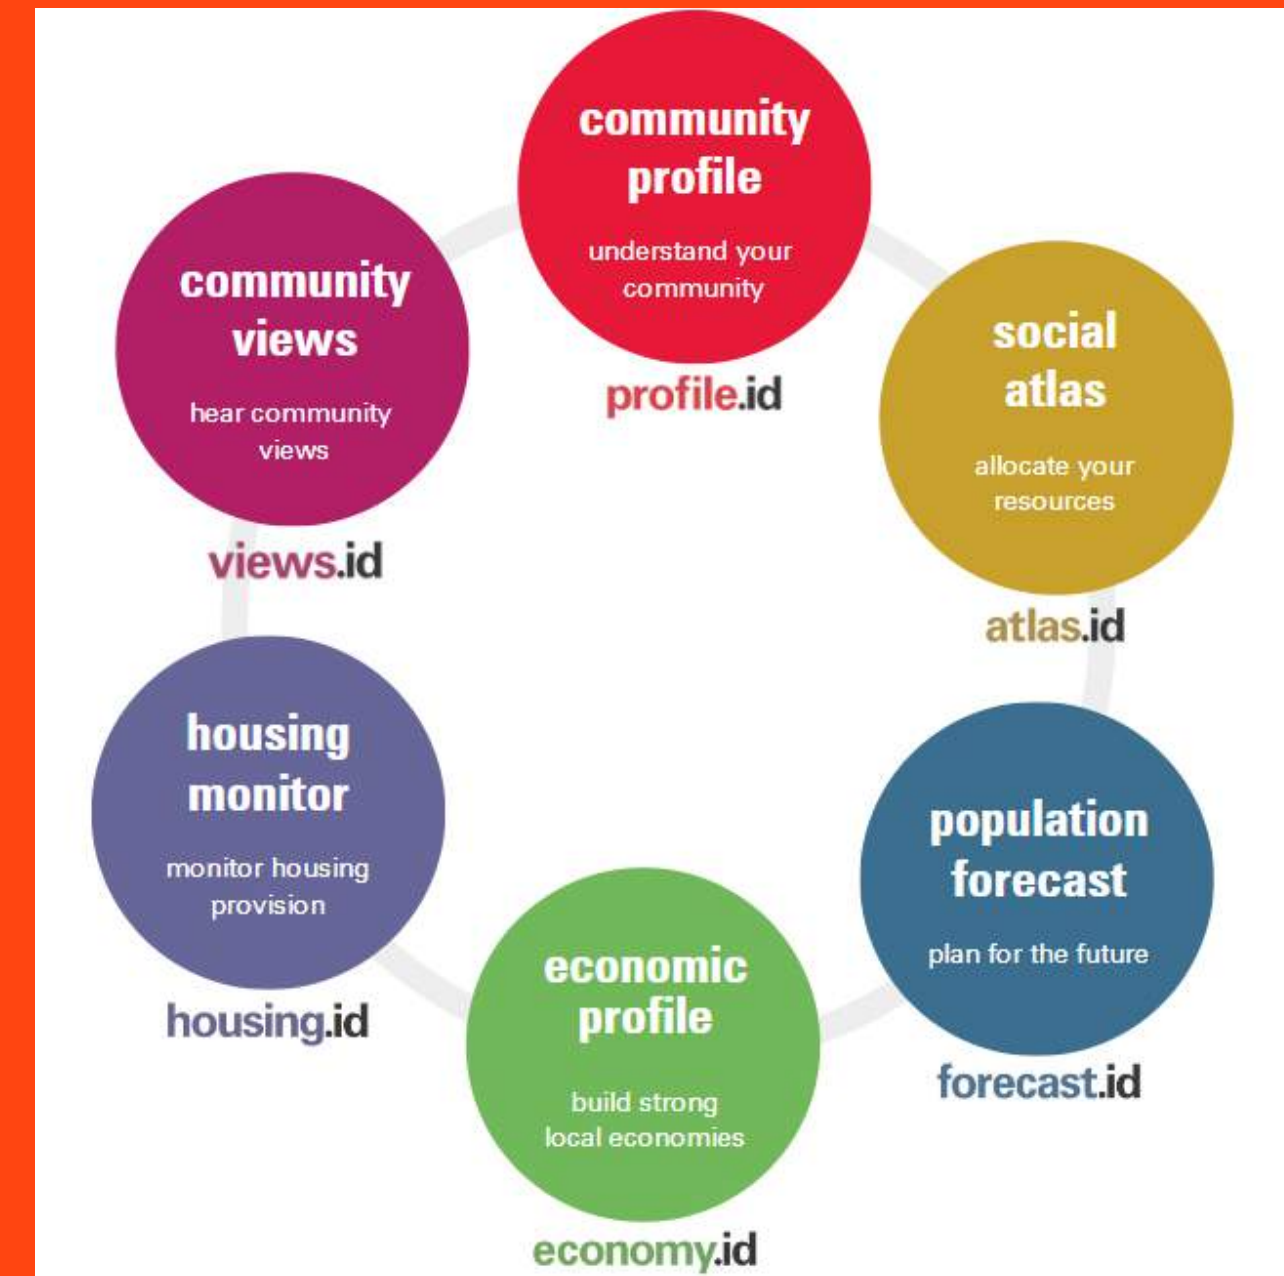 community
profile
understand your
community
profile.id
social
atlas
allocate your
resources
atlas.id
population
forecast
plan for the future
forecast.id
economic
profile
build strong
local economies
economy.id
housing
monitor
monitor housing
provision
housing.id
community
views
hear community
views
views.id